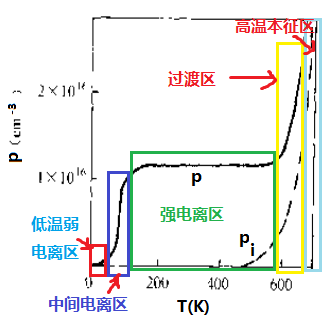 高温本征区
过渡区
2×10¹⁶
p (cm⁻³)
1×10¹⁶
p
强电离区
低温弱
电离区
pᵢ
0
200
400
600
中间电离区
T(K)